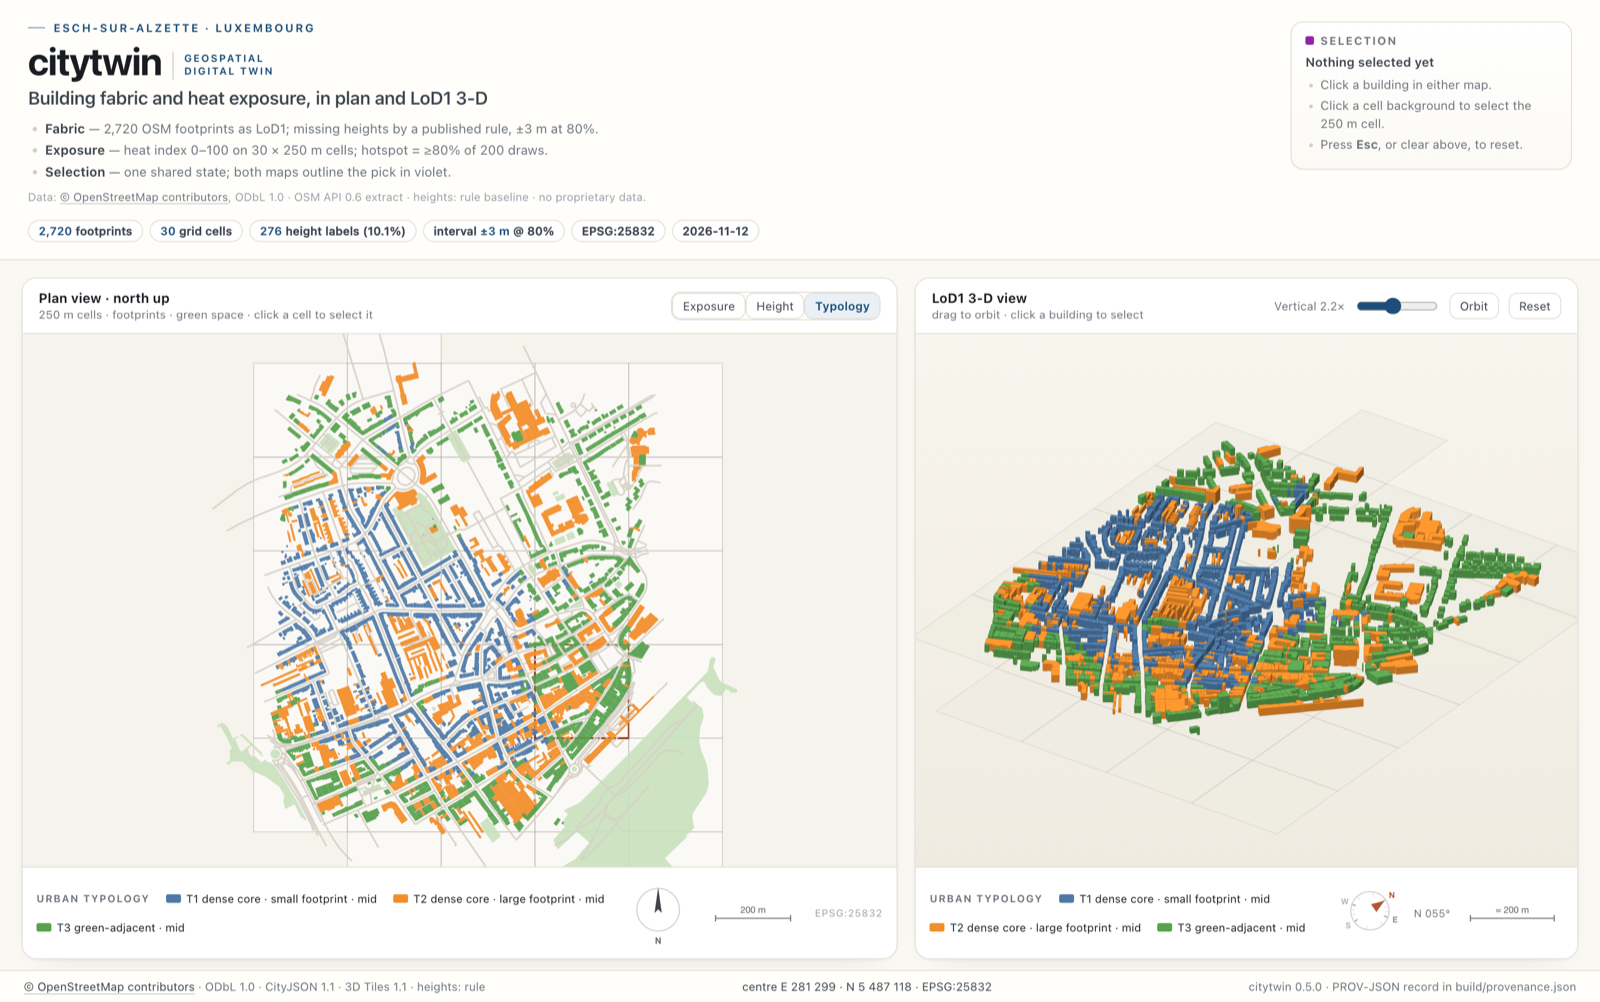 ESCH-SUR-ALZETTE · LUXEMBOURG
citytwin
GEOSPATIAL
DIGITAL TWIN
Building fabric and heat exposure, in plan and LoD1 3-D
Fabric — 2,720 OSM footprints as LoD1; missing heights by a published rule, ±3 m at 80%.
Exposure — heat index 0–100 on 30 × 250 m cells; hotspot = ≥80% of 200 draws.
Selection — one shared state; both maps outline the pick in violet.
Data: © OpenStreetMap contributors, ODbL 1.0 · OSM API 0.6 extract · heights: rule baseline · no proprietary data.
2,720 footprints
30 grid cells
276 height labels (10.1%)
interval ±3 m @ 80%
EPSG:25832
2026-11-12
SELECTION
Nothing selected yet
Click a building in either map.
Click a cell background to select the
250 m cell.
Press Esc, or clear above, to reset.
Plan view · north up
250 m cells · footprints · green space · click a cell to select it
Exposure
Height
Typology
LoD1 3-D view
drag to orbit · click a building to select
Vertical 2.2×
Orbit
Reset
URBAN TYPOLOGY
T1 dense core · small footprint · mid
T2 dense core · large footprint · mid
T3 green-adjacent · mid
N
200 m
EPSG:25832
URBAN TYPOLOGY
T1 dense core · small footprint · mid
T2 dense core · large footprint · mid
T3 green-adjacent · mid
N
W
E
S
N 055°
≈ 200 m
© OpenStreetMap contributors · ODbL 1.0 · CityJSON 1.1 · 3D Tiles 1.1 · heights: rule
centre E 281 299 · N 5 487 118 · EPSG:25832
citytwin 0.5.0 · PROV-JSON record in build/provenance.json